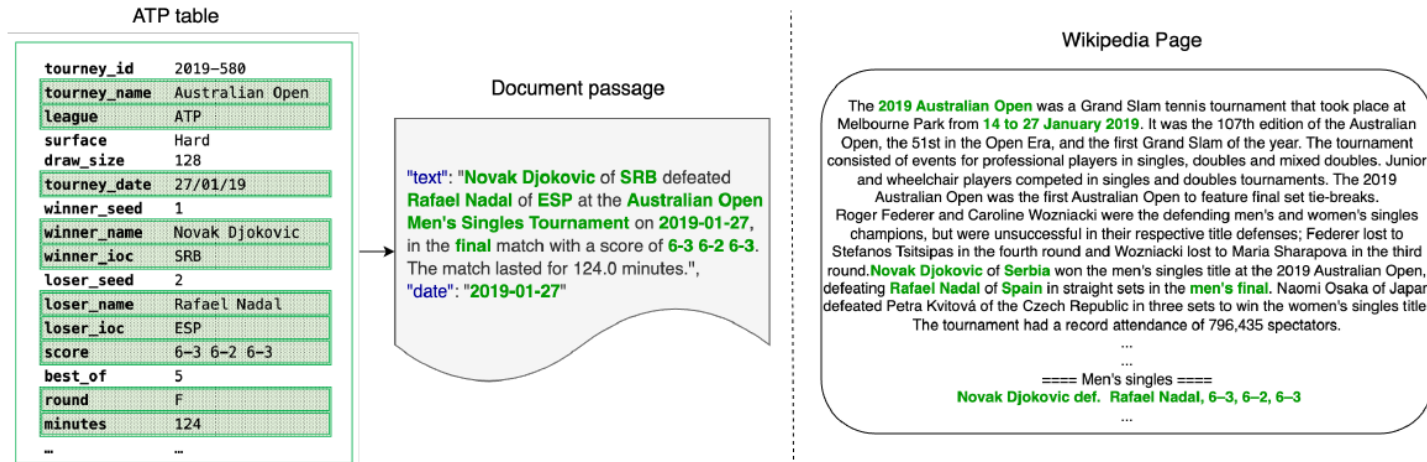 ATP table
tourney_id 2019-580
tourney_name Australian Open
league ATP
surface Hard
draw_size 128
tourney_date 27/01/19
winner_seed 1
winner_name Novak Djokovic
winner_ioc SRB
loser_seed 2
loser_name Rafael Nadal
loser_ioc ESP
score 6–3 6–2 6–3
best_of 5
round F
minutes 124
… …
Document passage
"text": "Novak Djokovic of SRB defeated
Rafael Nadal of ESP at the Australian Open
Men's Singles Tournament on 2019-01-27,
in the final match with a score of 6-3 6-2 6-3.
The match lasted for 124.0 minutes.",
"date": "2019-01-27"
Wikipedia Page
The 2019 Australian Open was a Grand Slam tennis tournament that took place at
Melbourne Park from 14 to 27 January 2019. It was the 107th edition of the Australian
Open, the 51st in the Open Era, and the first Grand Slam of the year. The tournament
consisted of events for professional players in singles, doubles and mixed doubles. Junior
and wheelchair players competed in singles and doubles tournaments. The 2019
Australian Open was the first Australian Open to feature final set tie-breaks.
Roger Federer and Caroline Wozniacki were the defending men's and women's singles
champions, but were unsuccessful in their respective title defenses; Federer lost to
Stefanos Tsitsipas in the fourth round and Wozniacki lost to Maria Sharapova in the third
round.Novak Djokovic of Serbia won the men's singles title at the 2019 Australian Open,
defeating Rafael Nadal of Spain in straight sets in the men's final. Naomi Osaka of Japan
defeated Petra Kvitová of the Czech Republic in three sets to win the women's singles title.
The tournament had a record attendance of 796,435 spectators.
...
...
==== Men's singles ====
Novak Djokovic def. Rafael Nadal, 6–3, 6–2, 6–3
...